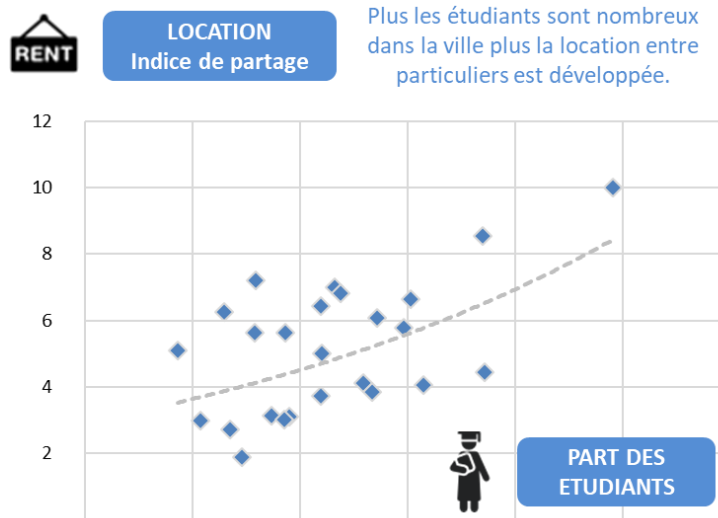 RENT
LOCATION
Indice de partage
Plus les étudiants sont nombreux
dans la ville plus la location entre
particuliers est développée.
12
10
8
6
4
2
PART DES
ETUDIANTS